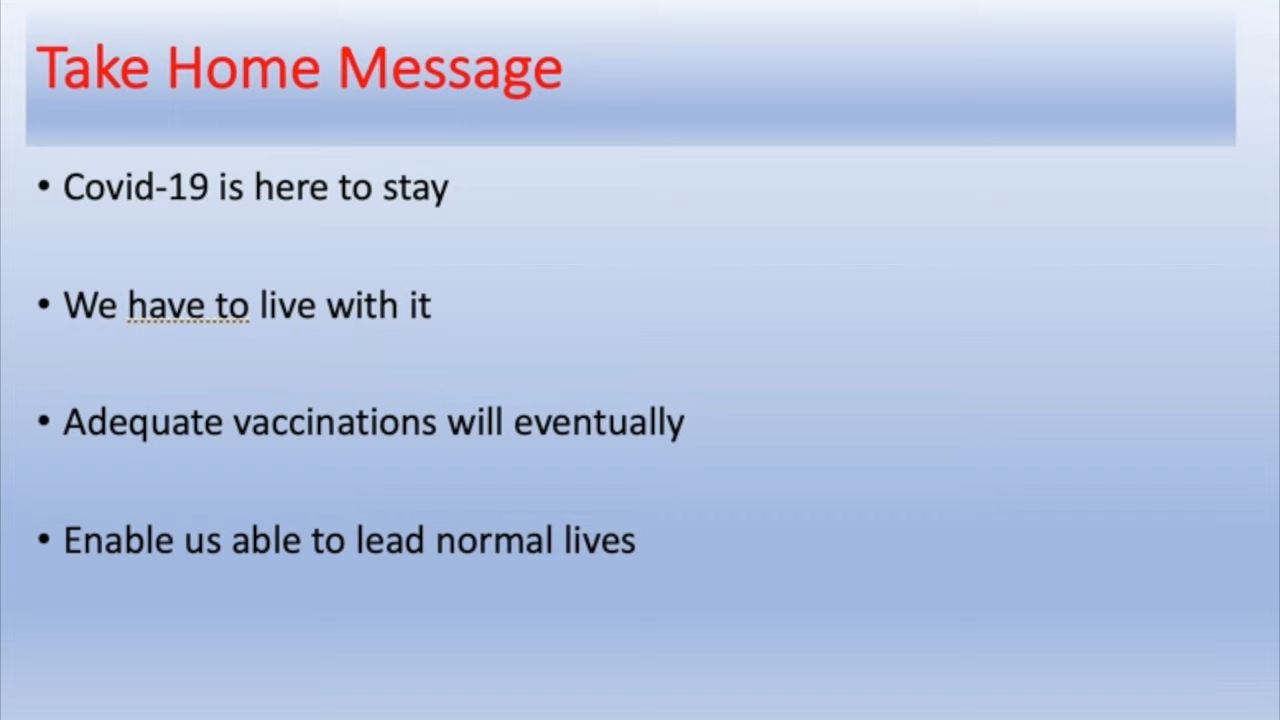 Take Home Message
• Covid-19 is here to stay
• We have to live with it
• Adequate vaccinations will eventually
• Enable us able to lead normal lives